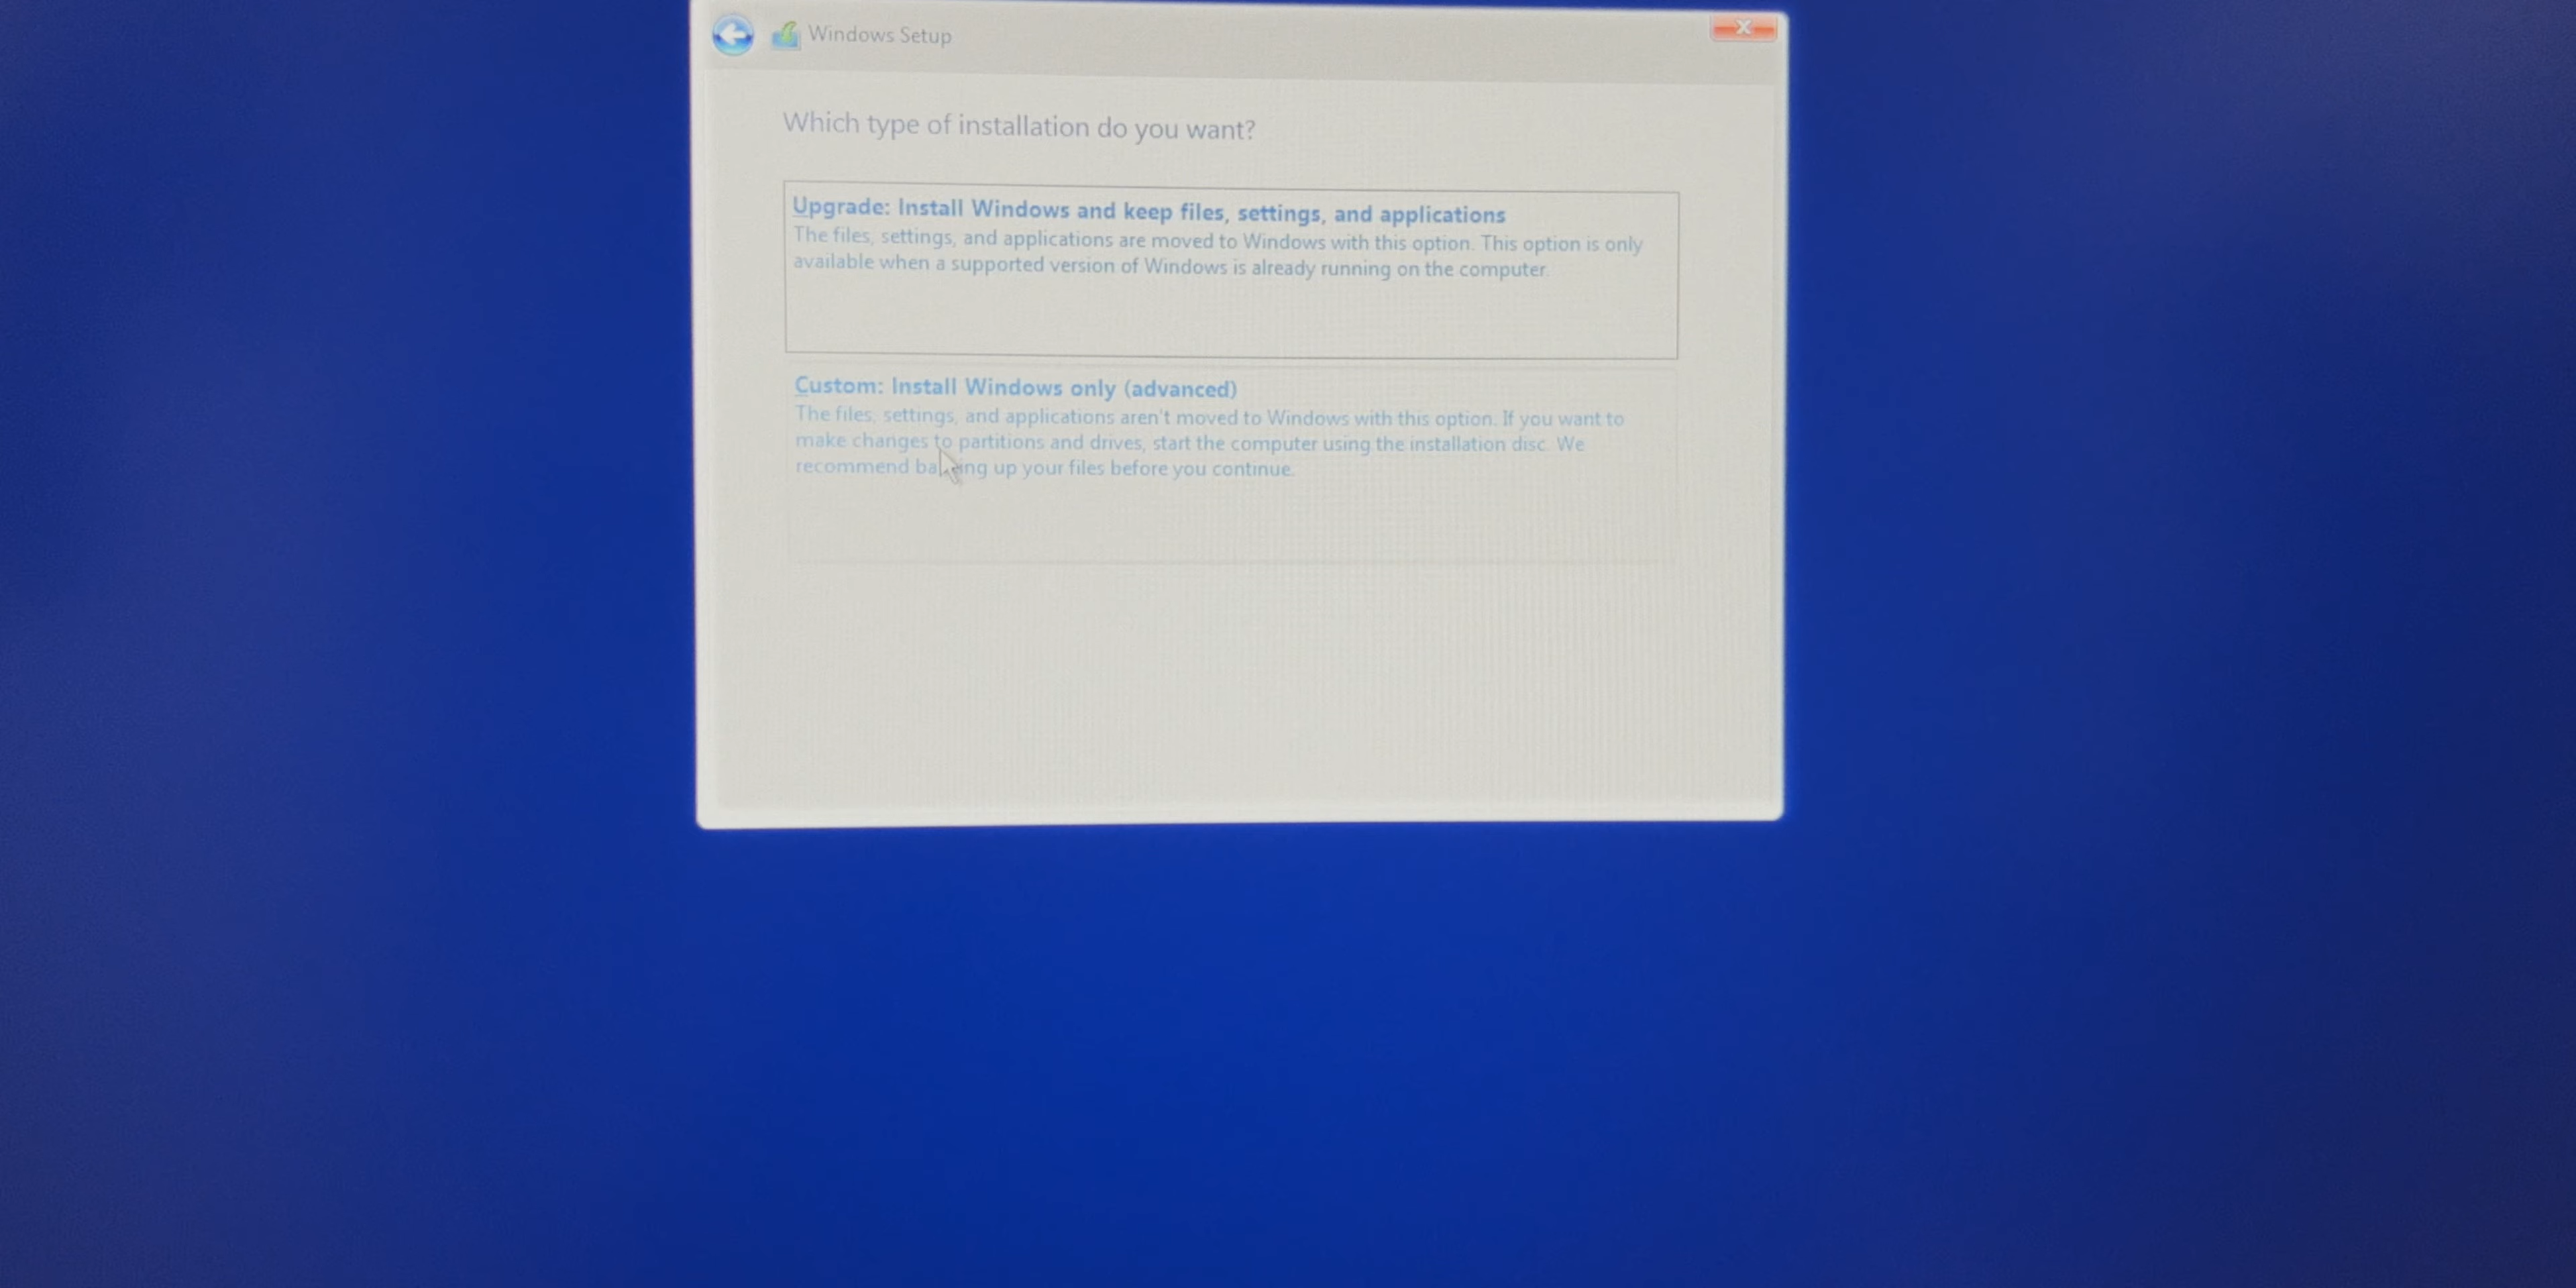 Windows Setup
Which type of installation do you want?
Upgrade: Install Windows and keep files, settings, and applications
The files, settings, and applications are moved to Windows with this option. This option is only
available when a supported version of Windows is already running on the computer.
Custom: Install Windows only (advanced)
The files, settings, and applications aren't moved to Windows with this option. If you want to
make changes to partitions and drives, start the computer using the installation disc. We
recommend backing up your files before you continue.